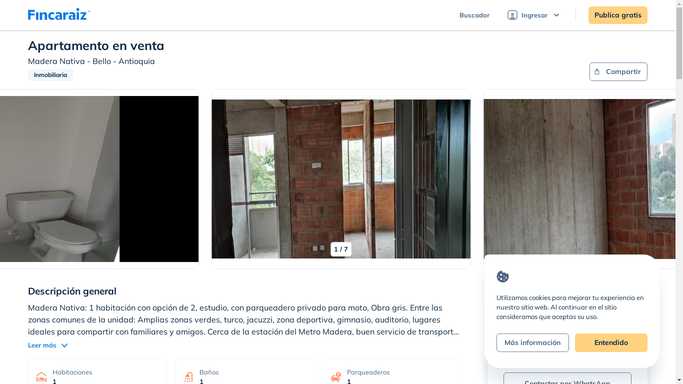 Fincaraiz
Buscador
Ingresar
Publica gratis
Apartamento en venta
Madera Nativa - Bello - Antioquia
Inmobiliaria
Compartir
1 / 7
Descripción general
Madera Nativa: 1 habitación con opción de 2, estudio, con parqueadero privado para moto, Obra gris. Entre las
zonas comunes de la unidad: Amplias zonas verdes, turco, jacuzzi, zona deportiva, gimnasio, auditorio, lugares
ideales para compartir con familiares y amigos. Cerca de la estación del Metro Madera, buen servicio de transport...
Leer más
Habitaciones
1
Baños
1
Parqueaderos
1
Utilizamos cookies para mejorar tu experiencia en
nuestro sitio web. Al continuar en el sitio
consideramos que aceptas su uso.
Más información
Entendido
Contactar por WhatsApp